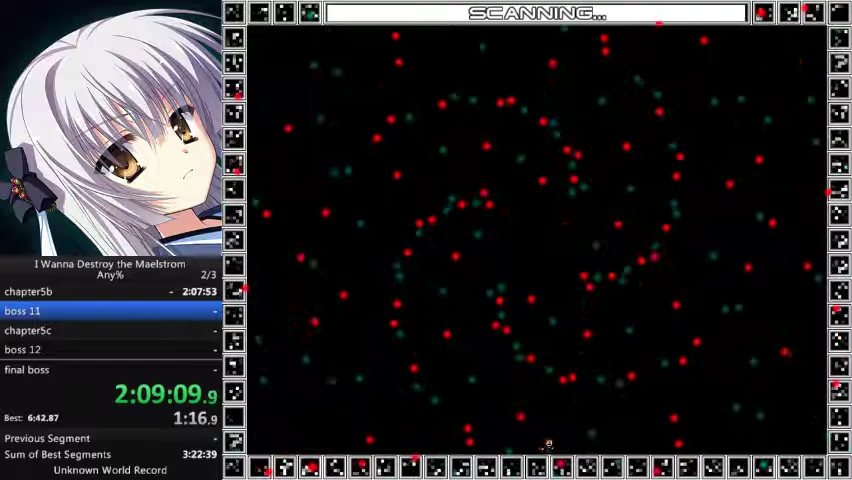 SCANNING...
I Wanna Destroy the Maelstrom
Any% 2/3
chapter5b - 2:07:53
boss 11 -
chapter5c -
boss 12 -
final boss -
2:09:09.9
Best: 6:42.87 1:16.9
Previous Segment -
Sum of Best Segments 3:22:39
Unknown World Record